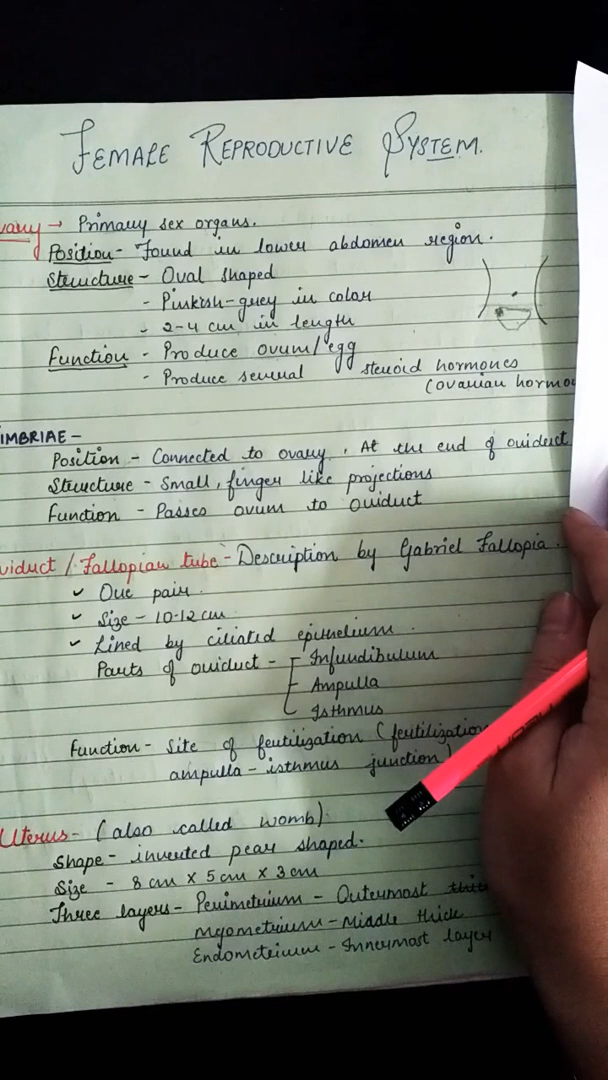 FEMALE REPRODUCTIVE SYSTEM.
vary → Primary sex organs.
Position - Found in lower abdomen region.
Structure - Oval shaped
- Pinkish-grey in color
- 2-4 cm in length
Function - Produce ovum/egg
- Produce several steroid hormones
(ovarian hormo
IMBRIAE -
Position - Connected to ovary, At the end of oviduct
Structure - Small, finger like projections
Function - Passes ovum to oviduct
viduct / Fallopian tube - Description by Gabriel Fallopia.
✓ One pair.
✓ Size - 10-12 cm.
✓ Lined by ciliated epithelium.
Parts of oviduct - Infundibulum
Ampulla
Isthmus
Function - Site of fertilization (fertilization
ampulla - isthmus junction)
Uterus - (also called womb).
Shape - inverted pear shaped.
Size - 8 cm x 5 cm x 3 cm
Three layers - Perimetrium - Outermost
Myometrium - Middle thick
Endometrium - Innermost layer